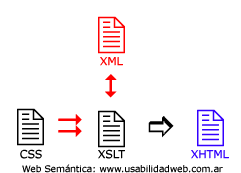 XML
CSS XSLT XHTML
Web Semántica: www.usabilidadweb.com.ar